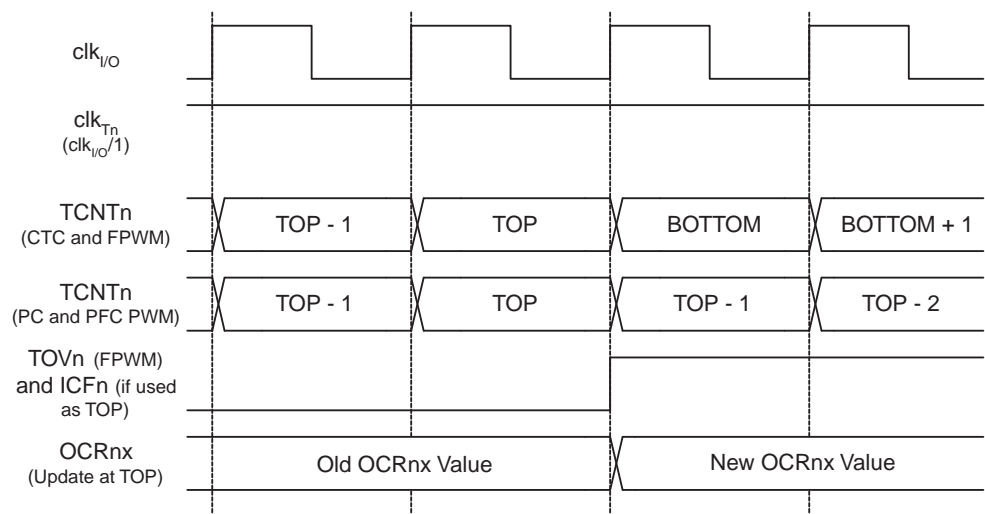 clkI/O
clkTn
(clkI/O/1)
TCNTn
(CTC and FPWM)
TOP - 1
TOP
BOTTOM
BOTTOM + 1
TCNTn
(PC and PFC PWM)
TOP - 1
TOP
TOP - 1
TOP - 2
TOVn (FPWM)
and ICFn (if used
as TOP)
OCRnx
(Update at TOP)
Old OCRnx Value
New OCRnx Value